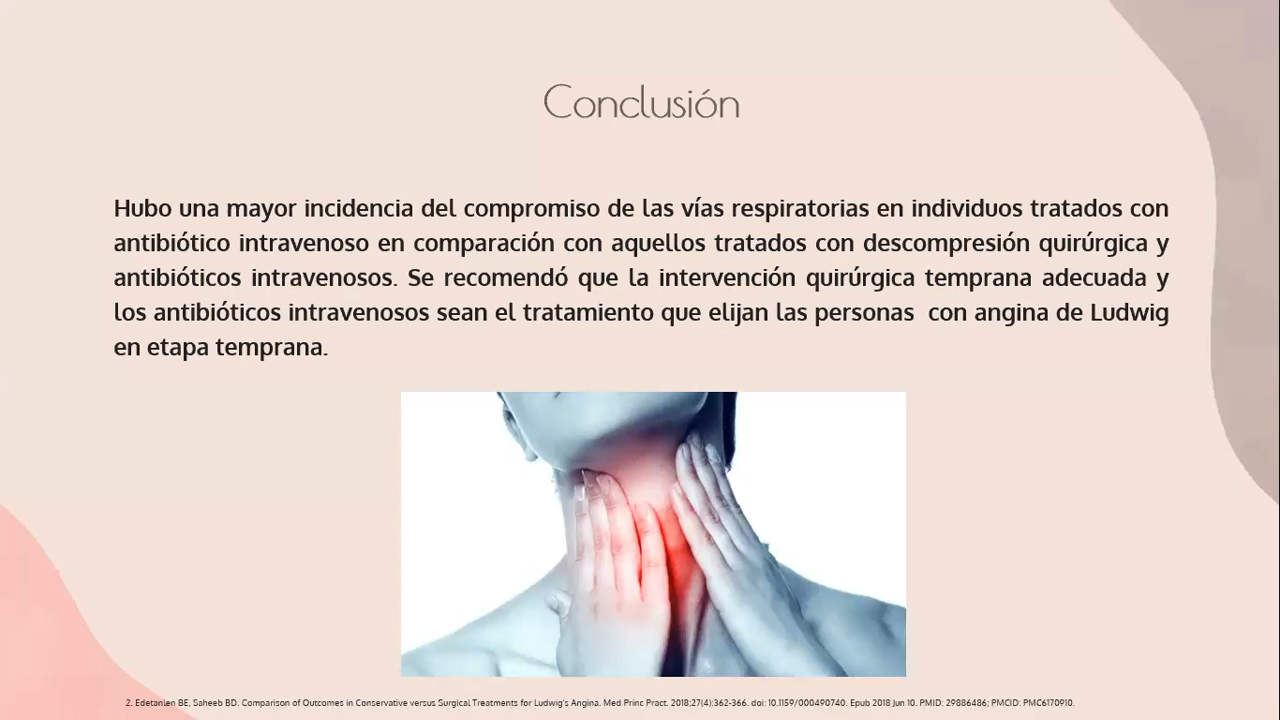 Conclusión
Hubo una mayor incidencia del compromiso de las vías respiratorias en individuos tratados con
antibiótico intravenoso en comparación con aquellos tratados con descompresión quirúrgica y
antibióticos intravenosos. Se recomendó que la intervención quirúrgica temprana adecuada y
los antibióticos intravenosos sean el tratamiento que elijan las personas  con angina de Ludwig
en etapa temprana.
2. Edetanlen BE, Saheeb BD. Comparison of Outcomes in Conservative versus Surgical Treatments for Ludwig's Angina. Med Princ Pract. 2018;27(4):362-366. doi: 10.1159/000490740. Epub 2018 Jun 10. PMID: 29886486; PMCID: PMC6170910.